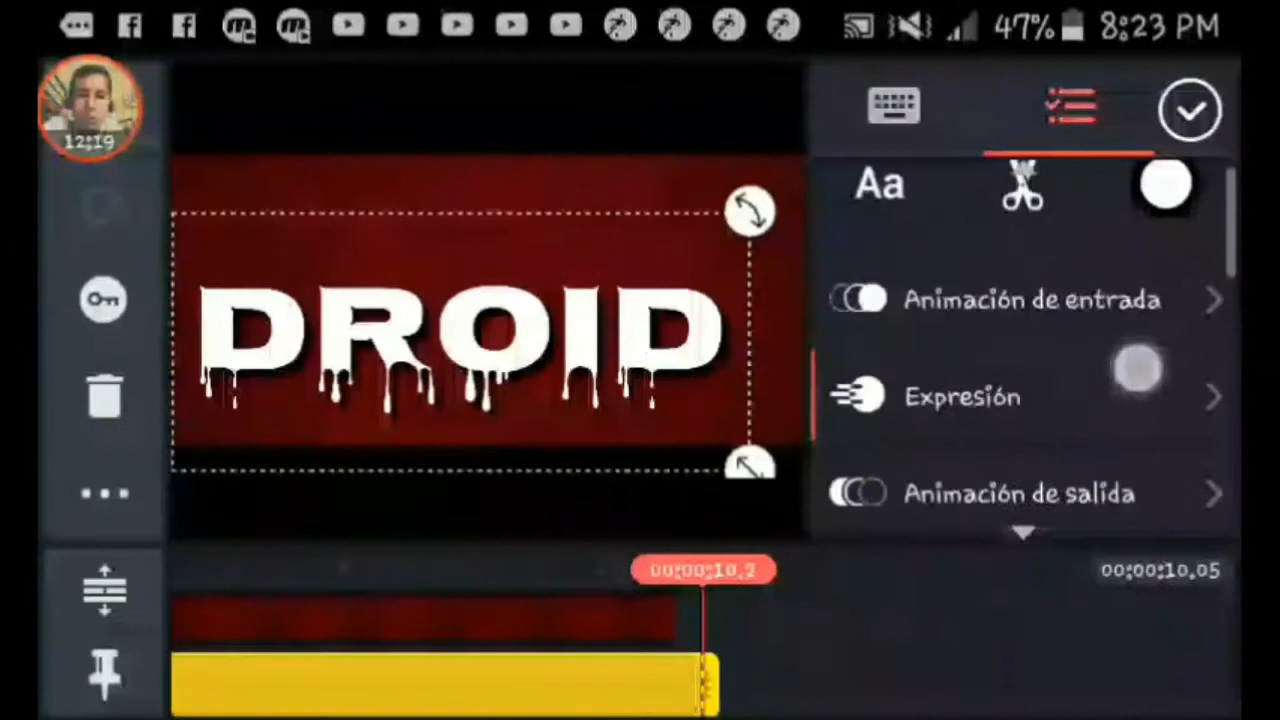 47% 8:23 PM
12:19
Aa
DROID
Animación de entrada
Expresión
Animación de salida
00:00:10.2
00:00:10.05